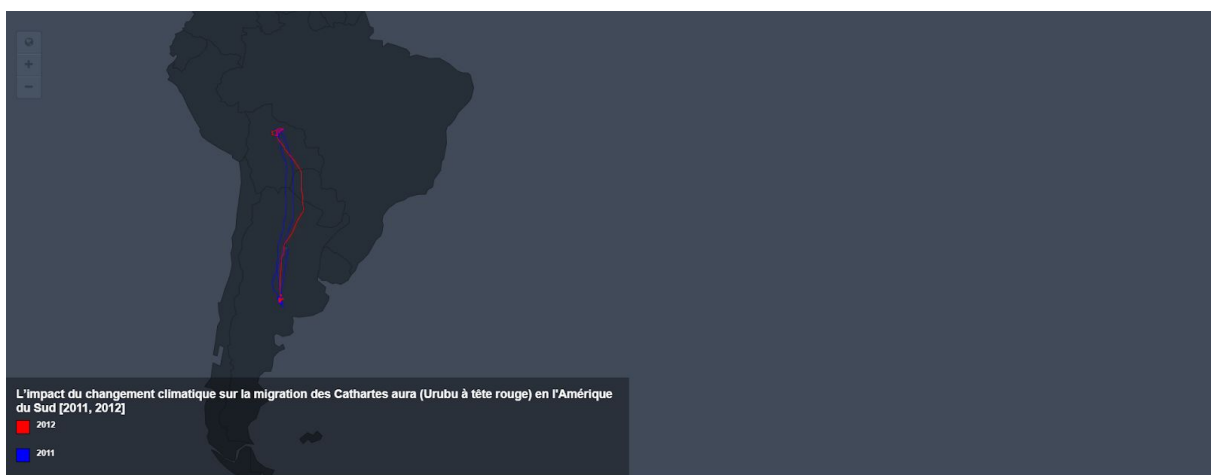 L'impact du changement climatique sur la migration des Cathartes aura (Urubu à tête rouge) en l'Amérique
du Sud [2011, 2012]
2012
2011